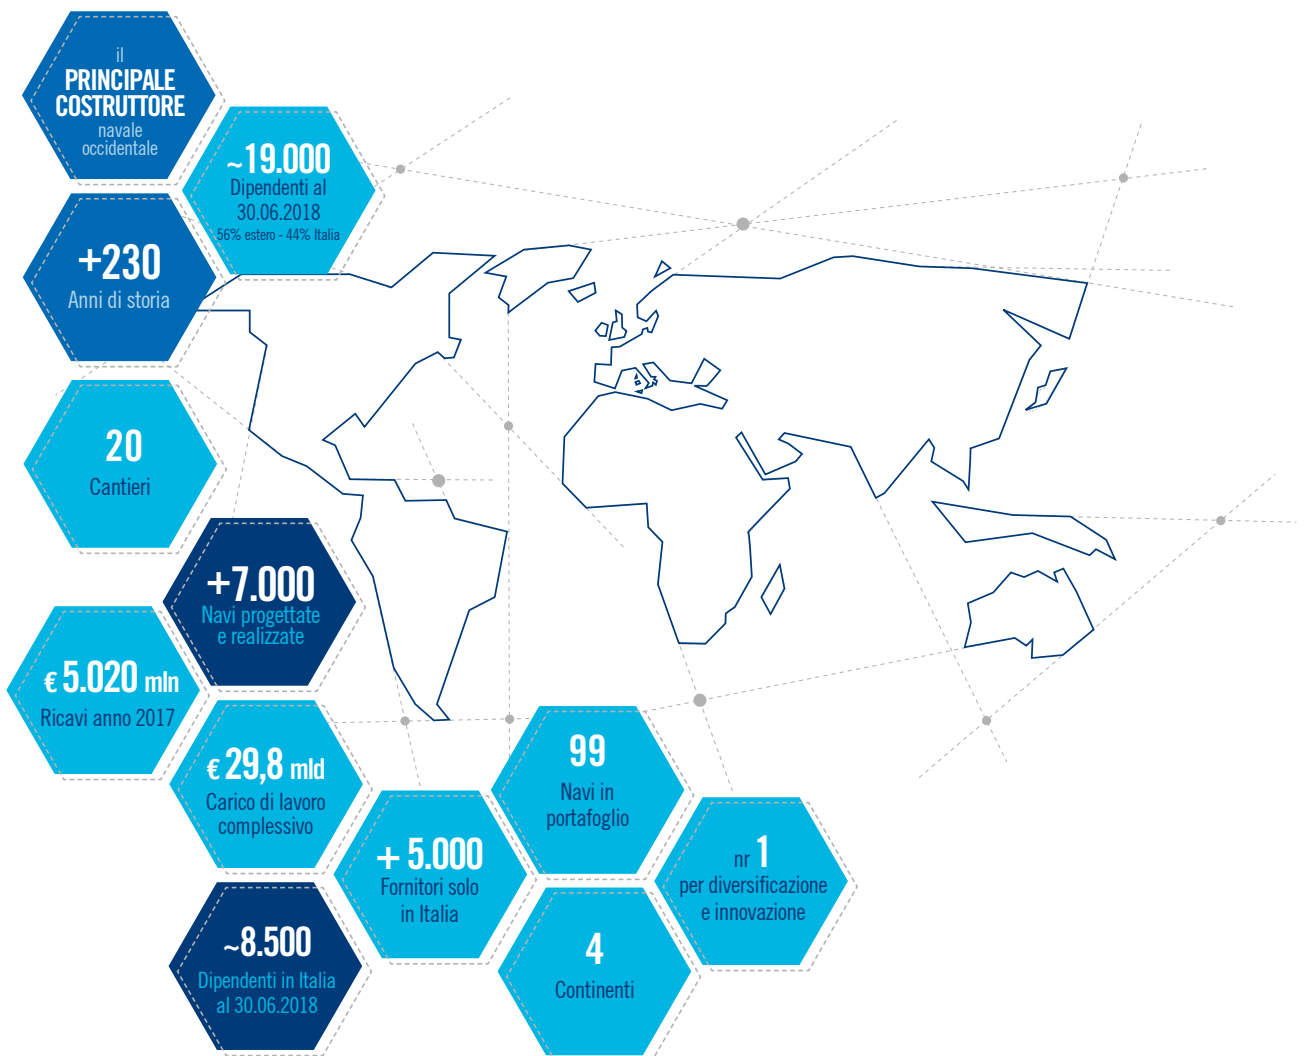 il
PRINCIPALE
COSTRUTTORE
navale
occidentale
~19.000
Dipendenti al
30.06.2018
56% estero - 44% Italia
+230
Anni di storia
20
Cantieri
+7.000
Navi progettate
e realizzate
€ 5.020 mln
Ricavi anno 2017
€ 29,8 mld
Carico di lavoro
complessivo
99
Navi in
portafoglio
+ 5.000
Fornitori solo
in Italia
nr 1
per diversificazione
e innovazione
~8.500
Dipendenti in Italia
al 30.06.2018
4
Continenti